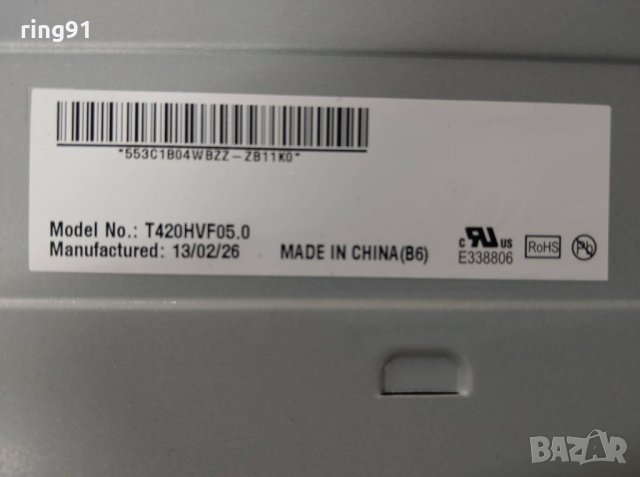 ring91
*553C1B04WBZZ-ZB11K0*
Model No.: T420HVF05.0
Manufactured: 13/02/26 MADE IN CHINA(B6)
c RU US
E338806
RoHS
Pb
BAZAR